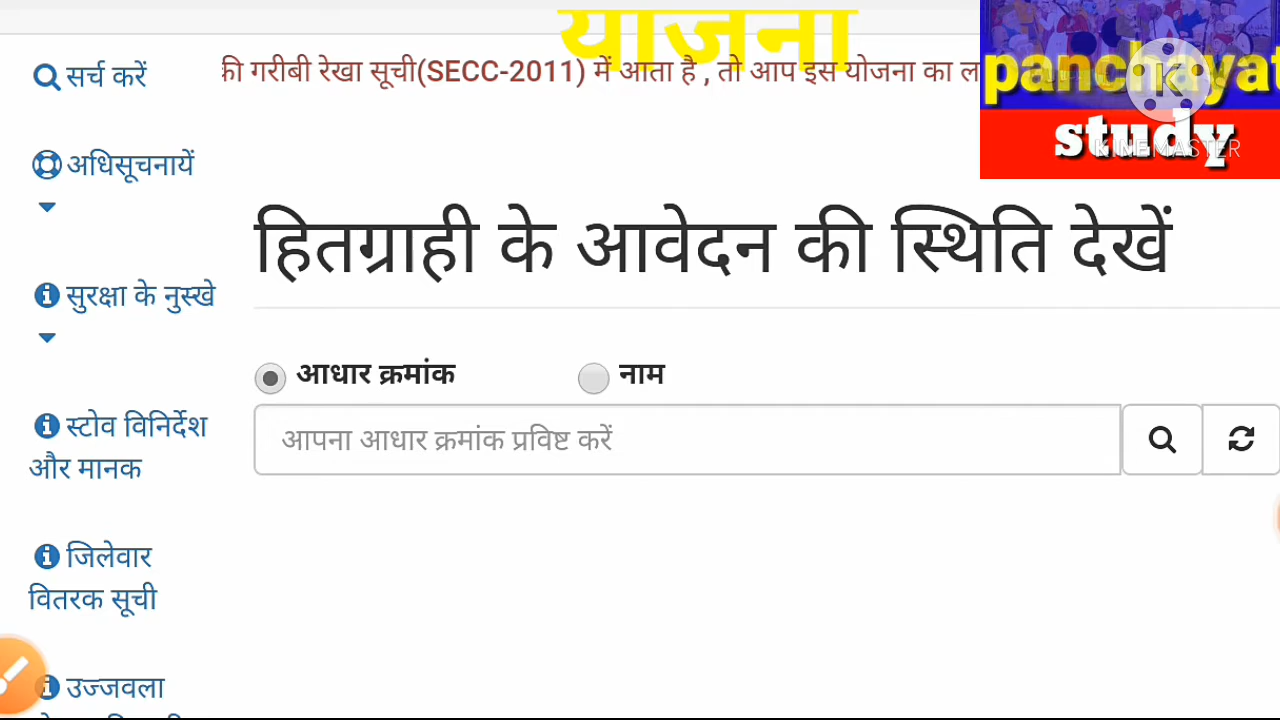 योजना
की गरीबी रेखा सूची(SECC-2011) में आता है , तो आप इस योजना का ल
panchayat
study
KINEMASTER
सर्च करें
अधिसूचनायें
सुरक्षा के नुस्खे
स्टोव विनिर्देश
और मानक
जिलेवार
वितरक सूची
उज्जवला
हितग्राही के आवेदन की स्थिति देखें
आधार क्रमांक
नाम
आपना आधार क्रमांक प्रविष्ट करें